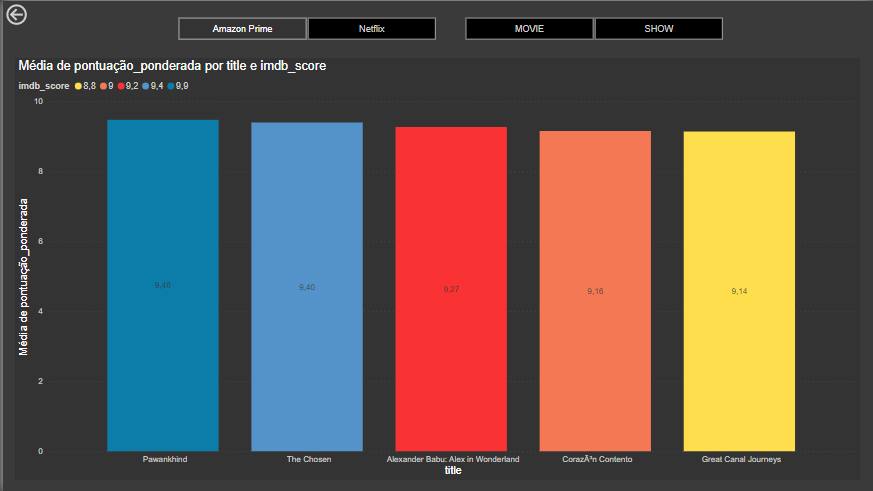 Amazon Prime
Netflix
MOVIE
SHOW
Média de pontuação_ponderada por title e imdb_score
imdb_score 8,8 9 9,2 9,4 9,9
Média de pontuação_ponderada
10
8
6
4
2
0
9,48
9,40
9,27
9,16
9,14
Pawankhind
The Chosen
Alexander Babu: Alex in Wonderland
CorazÃ³n Contento
Great Canal Journeys
title